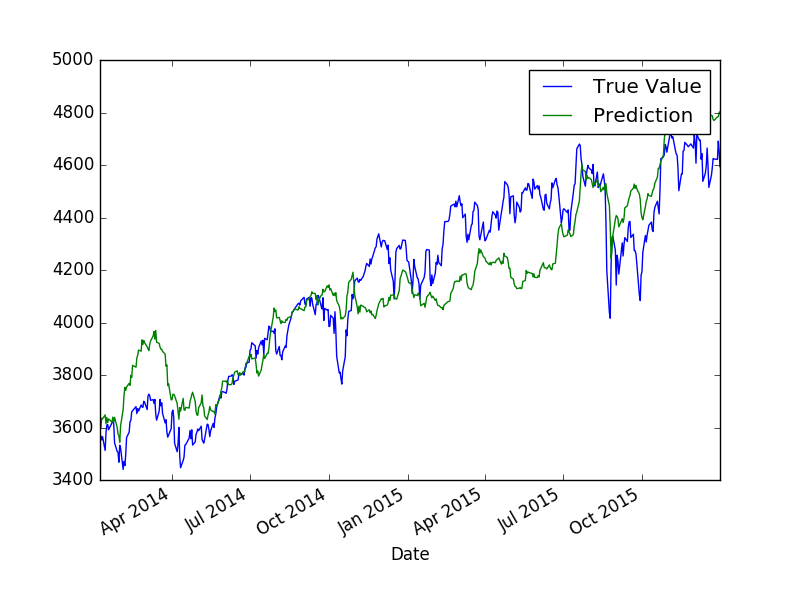 5000
4800
4600
4400
4200
4000
3800
3600
3400
True Value
Prediction
Apr 2014
Jul 2014
Oct 2014
Jan 2015
Apr 2015
Jul 2015
Oct 2015
Date